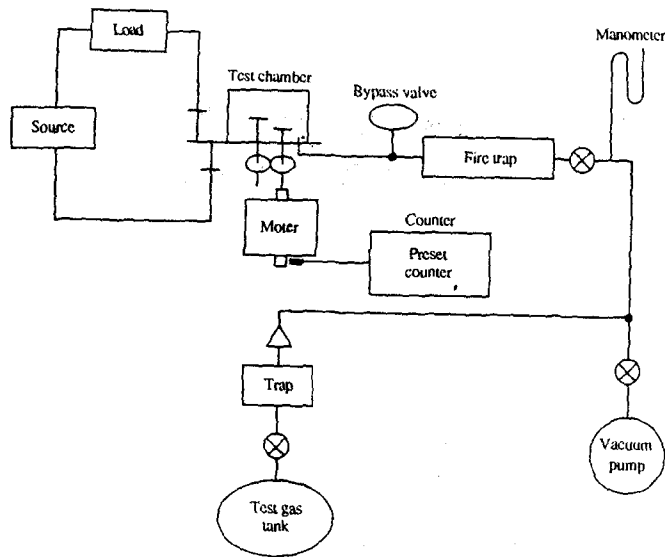 Load
Manometer
Test chamber
Bypass valve
Source
Fire trap
Moter
Counter
Preset
counter
Trap
Vacuum
pump
Test gas
tank